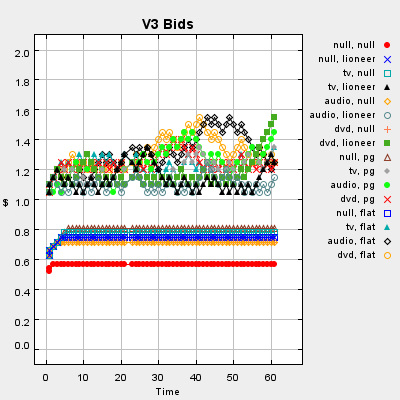 V3 Bids
2.0
1.8
1.6
1.4
1.2
1.0
0.8
0.6
0.4
0.2
0.0
$
0 10 20 30 40 50 60
Time
null, null
null, lioneer
tv, null
tv, lioneer
audio, null
audio, lioneer
dvd, null
dvd, lioneer
null, pg
tv, pg
audio, pg
dvd, pg
null, flat
tv, flat
audio, flat
dvd, flat